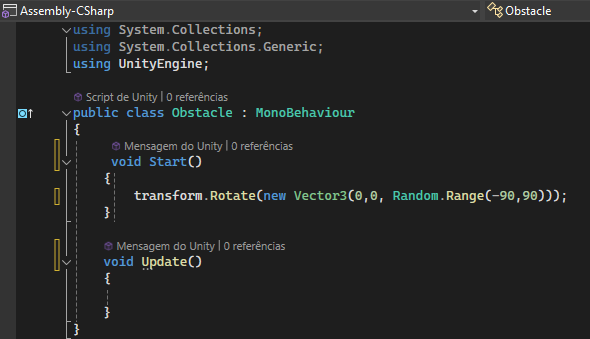 Assembly-CSharp
Obstacle
using System.Collections;
using System.Collections.Generic;
using UnityEngine;
Script de Unity | 0 referências
public class Obstacle : MonoBehaviour
{
Mensagem do Unity | 0 referências
void Start()
{
transform.Rotate(new Vector3(0,0, Random.Range(-90,90)));
}
Mensagem do Unity | 0 referências
void Update()
{
}
}